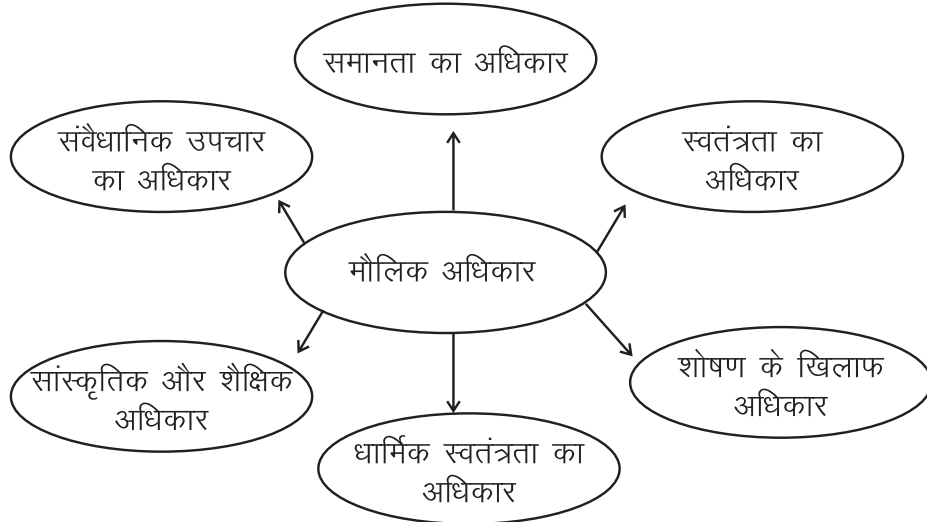 समानता का अधिकार
संवैधानिक उपचार
का अधिकार
स्वतंत्रता का
अधिकार
मौलिक अधिकार
सांस्कृतिक और शैक्षिक
अधिकार
शोषण के खिलाफ
अधिकार
धार्मिक स्वतंत्रता का
अधिकार